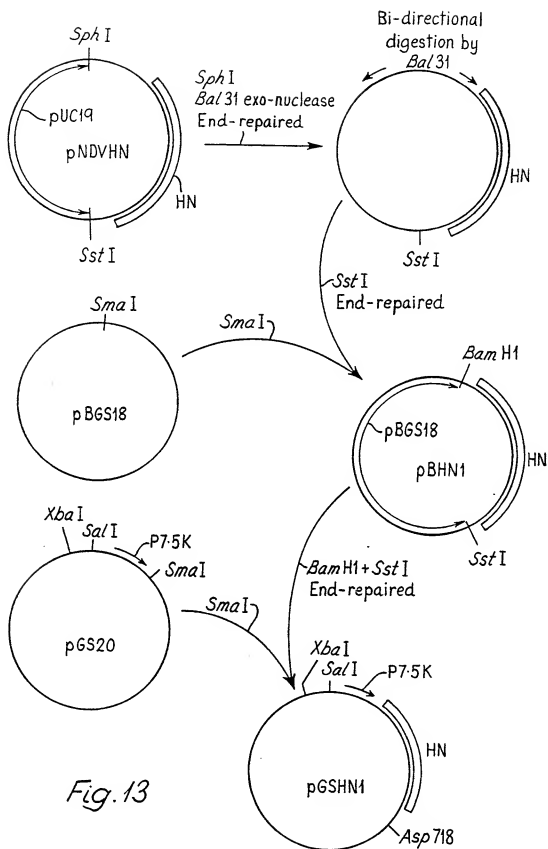 Sph I
pUC19
pNDVHN
HN
Sst I
Sph I
Bal 31 exo-nuclease
End-repaired
Bi-directional
digestion by
Bal 31
HN
Sst I
Sst I
End-repaired
Sma I
pBGS18
Sma I
Bam H1
pBGS18
pBHN1
HN
Sst I
Xba I
Sal I
P7·5K
Sma I
pGS20
Sma I
Bam H1 + Sst I
End-repaired
Xba I
Sal I
P7·5K
HN
pGSHN1
Asp 718
Fig. 13